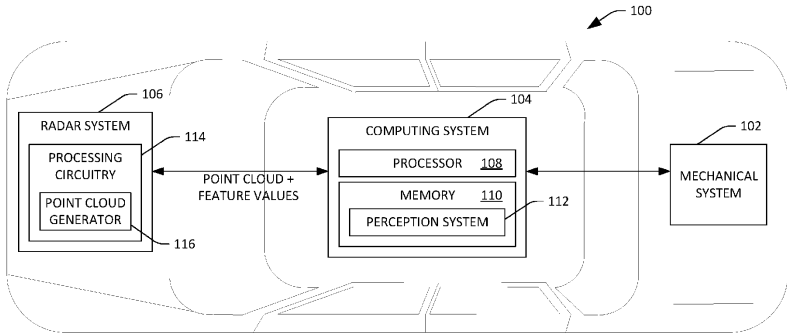 100
106
RADAR SYSTEM
114
PROCESSING
CIRCUITRY
POINT CLOUD
GENERATOR
116
POINT CLOUD +
FEATURE VALUES
104
COMPUTING SYSTEM
PROCESSOR 108
MEMORY 110
112
PERCEPTION SYSTEM
102
MECHANICAL
SYSTEM